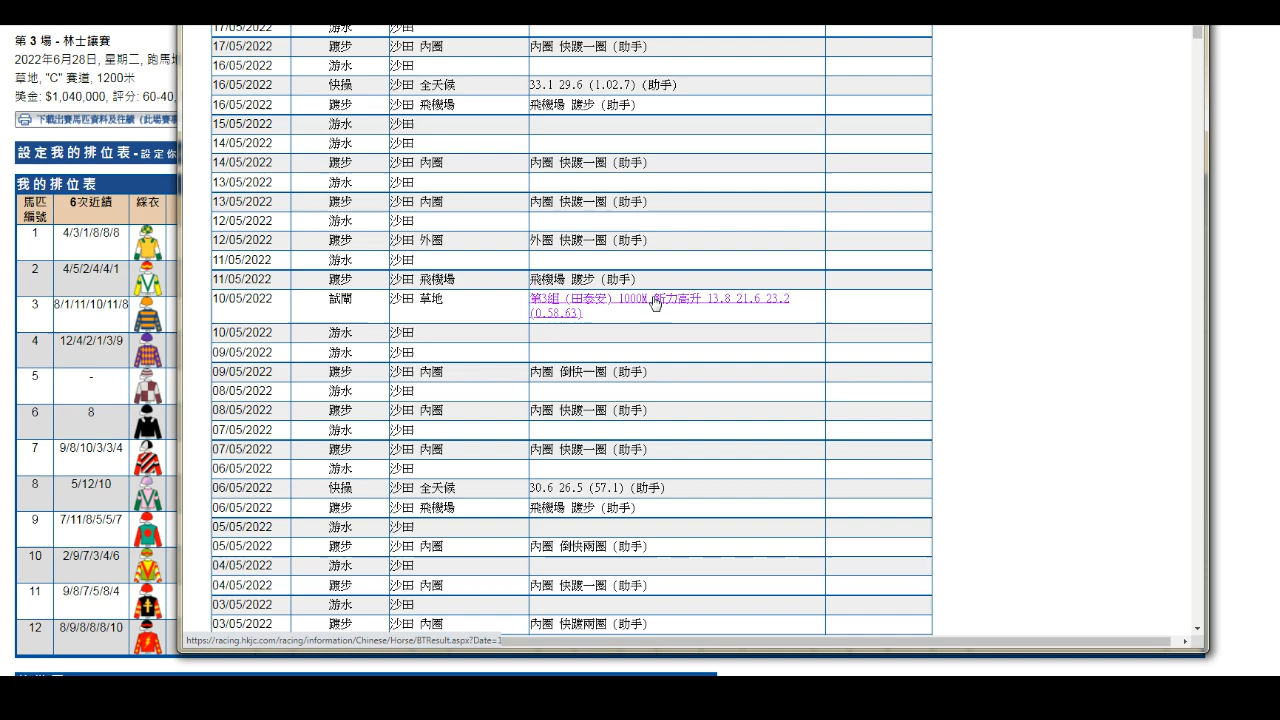 第 3 場 - 林士讓賽
2022年6月28日, 星期二, 跑馬地
草地, "C" 賽道, 1200米
獎金: $1,040,000, 評分: 60-40,
下載出賽馬匹資料及往績 (此場賽事
設定我的排位表 - 設定你
我的排位表
馬匹編號 6次近績 綵衣
1 4/3/1/8/8/8
2 4/5/2/4/4/1
3 8/1/11/10/11/8
4 12/4/2/1/3/9
5 -
6 8
7 9/8/10/3/3/4
8 5/12/10
9 7/11/8/5/5/7
10 2/9/7/3/4/6
11 9/8/7/5/8/4
12 8/9/8/8/8/10
17/05/2022 游水 沙田
17/05/2022 踱步 沙田 內圈 內圈 快踱一圈 (助手)
16/05/2022 游水 沙田
16/05/2022 快操 沙田 全天候 33.1 29.6 (1.02.7) (助手)
16/05/2022 踱步 沙田 飛機場 飛機場 踱步 (助手)
15/05/2022 游水 沙田
14/05/2022 游水 沙田
14/05/2022 踱步 沙田 內圈 內圈 快踱一圈 (助手)
13/05/2022 游水 沙田
13/05/2022 踱步 沙田 內圈 內圈 快踱一圈 (助手)
12/05/2022 游水 沙田
12/05/2022 踱步 沙田 外圈 外圈 快踱一圈 (助手)
11/05/2022 游水 沙田
11/05/2022 踱步 沙田 飛機場 飛機場 踱步 (助手)
10/05/2022 試閘 沙田 草地 第3組 (田泰安) 1000M 新力高升 13.8 21.6 23.2
(0.58.63)
10/05/2022 游水 沙田
09/05/2022 游水 沙田
09/05/2022 踱步 沙田 內圈 內圈 倒快一圈 (助手)
08/05/2022 游水 沙田
08/05/2022 踱步 沙田 內圈 內圈 快踱一圈 (助手)
07/05/2022 游水 沙田
07/05/2022 踱步 沙田 內圈 內圈 快踱一圈 (助手)
06/05/2022 游水 沙田
06/05/2022 快操 沙田 全天候 30.6 26.5 (57.1) (助手)
06/05/2022 踱步 沙田 飛機場 飛機場 踱步 (助手)
05/05/2022 游水 沙田
05/05/2022 踱步 沙田 內圈 內圈 倒快兩圈 (助手)
04/05/2022 游水 沙田
04/05/2022 踱步 沙田 內圈 內圈 快踱一圈 (助手)
03/05/2022 游水 沙田
03/05/2022 踱步 沙田 內圈 內圈 快踱兩圈 (助手)
https://racing.hkjc.com/racing/information/Chinese/Horse/BTResult.aspx?Date=1